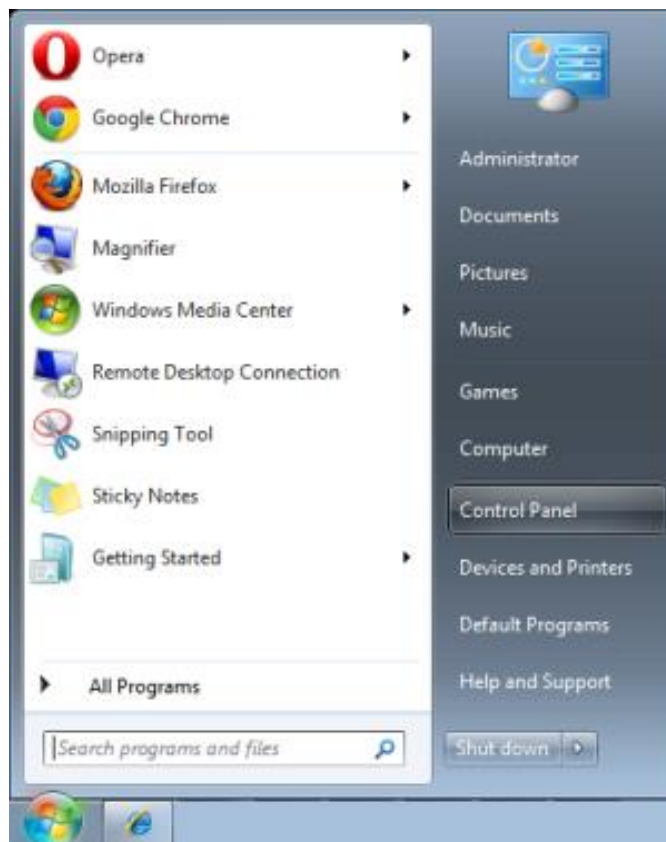 Opera
Google Chrome
Mozilla Firefox
Magnifier
Windows Media Center
Remote Desktop Connection
Snipping Tool
Sticky Notes
Getting Started
All Programs
Search programs and files
Administrator
Documents
Pictures
Music
Games
Computer
Control Panel
Devices and Printers
Default Programs
Help and Support
Shut down